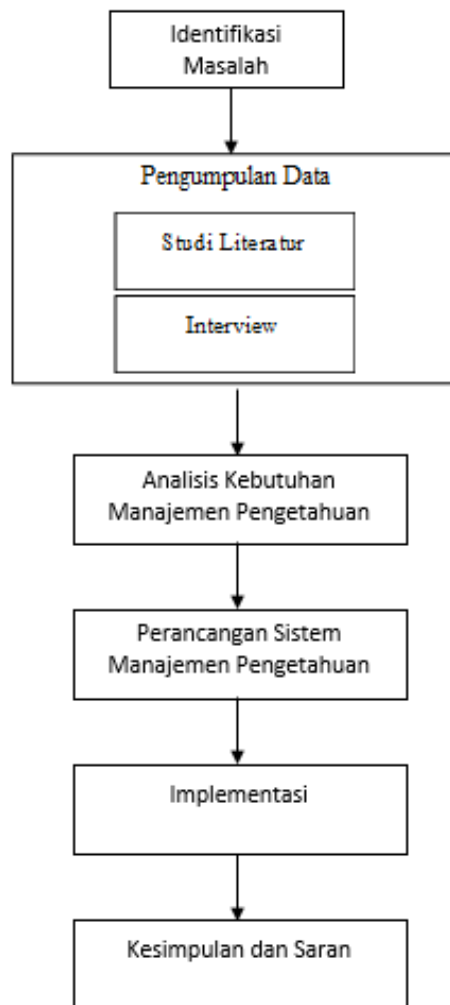 Identifikasi
Masalah
Pengumpulan Data
Studi Literatur
Interview
Analisis Kebutuhan
Manajemen Pengetahuan
Perancangan Sistem
Manajemen Pengetahuan
Implementasi
Kesimpulan dan Saran